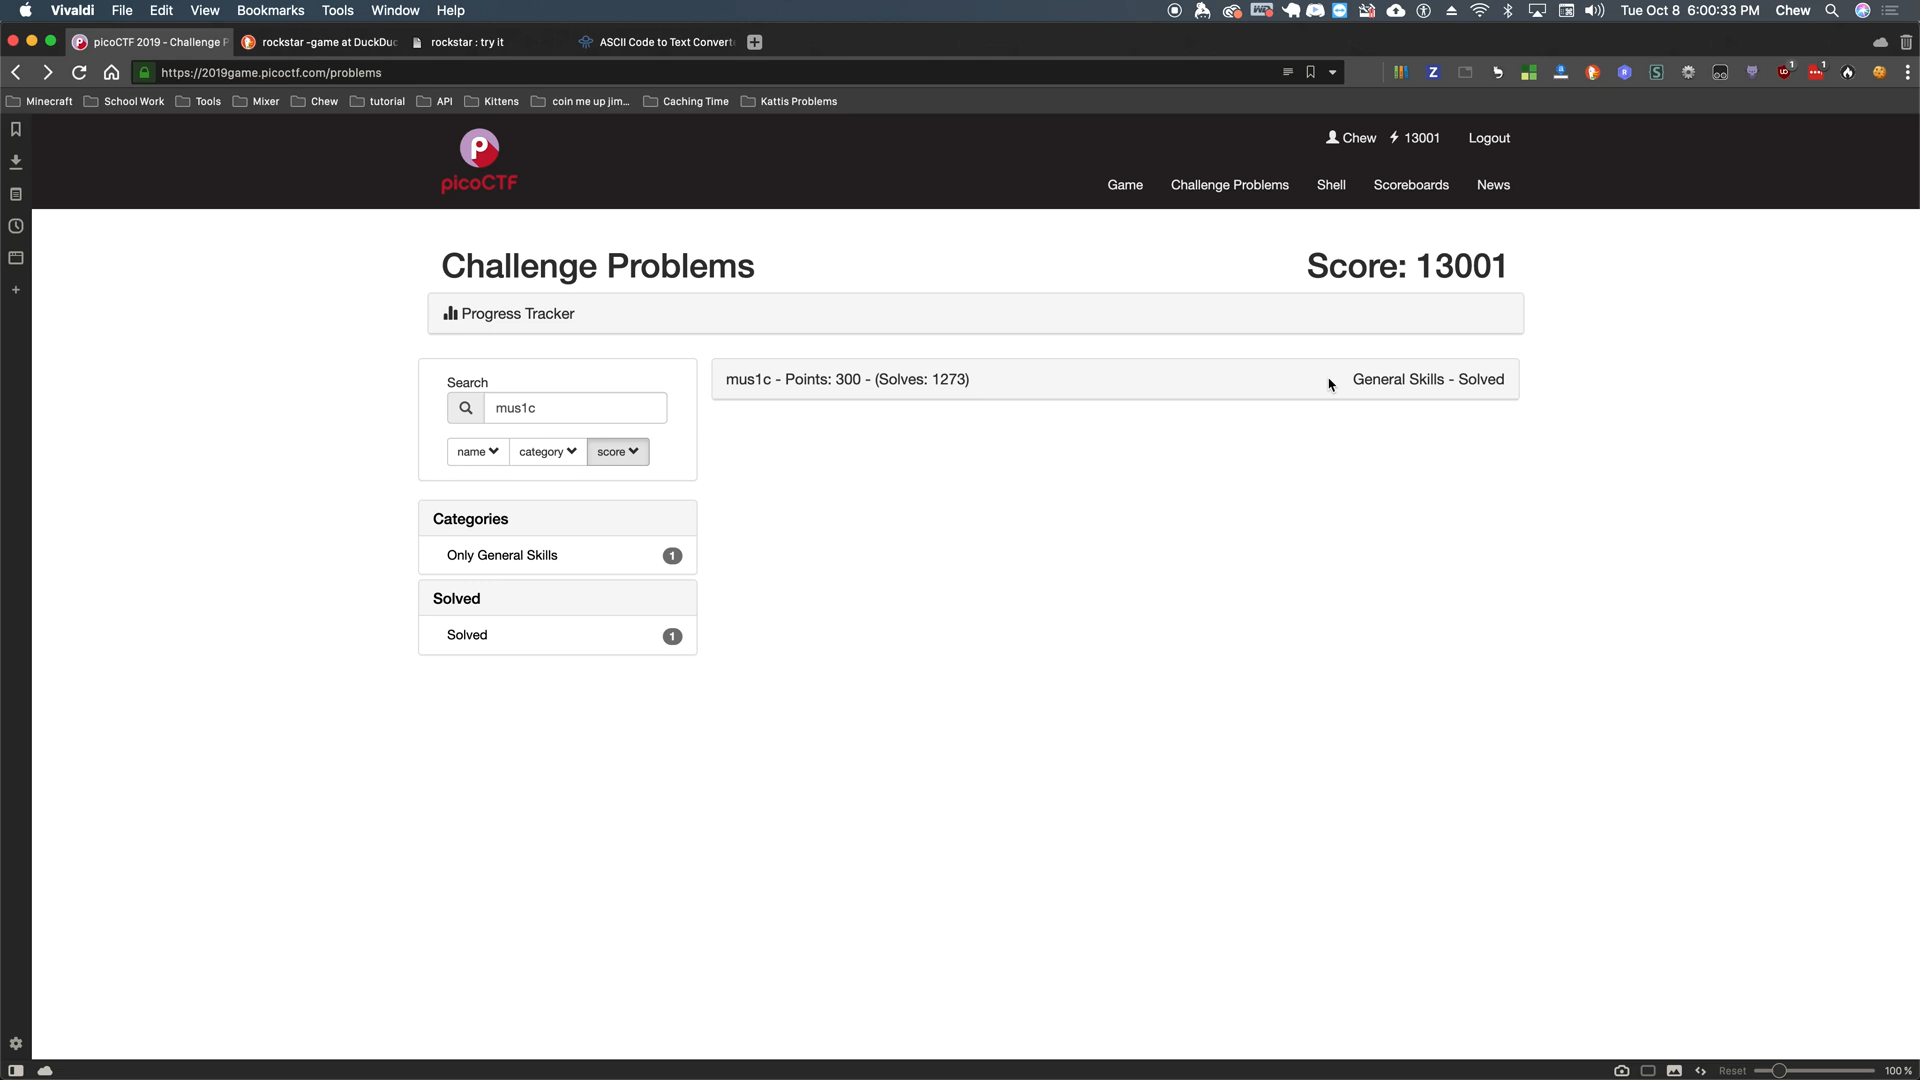 Vivaldi File Edit View Bookmarks Tools Window Help Tue Oct 8 6:00:33 PM Chew
picoCTF 2019 - Challenge P rockstar -game at DuckDuc rockstar : try it ASCII Code to Text Convert
https://2019game.picoctf.com/problems
Minecraft School Work Tools Mixer Chew tutorial API Kittens coin me up jim... Caching Time Kattis Problems
picoCTF
Chew 13001 Logout
Game Challenge Problems Shell Scoreboards News
Challenge Problems Score: 13001
Progress Tracker
Search
mus1c
name category score
mus1c - Points: 300 - (Solves: 1273) General Skills - Solved
Categories
Only General Skills 1
Solved
Solved 1
Reset 100 %